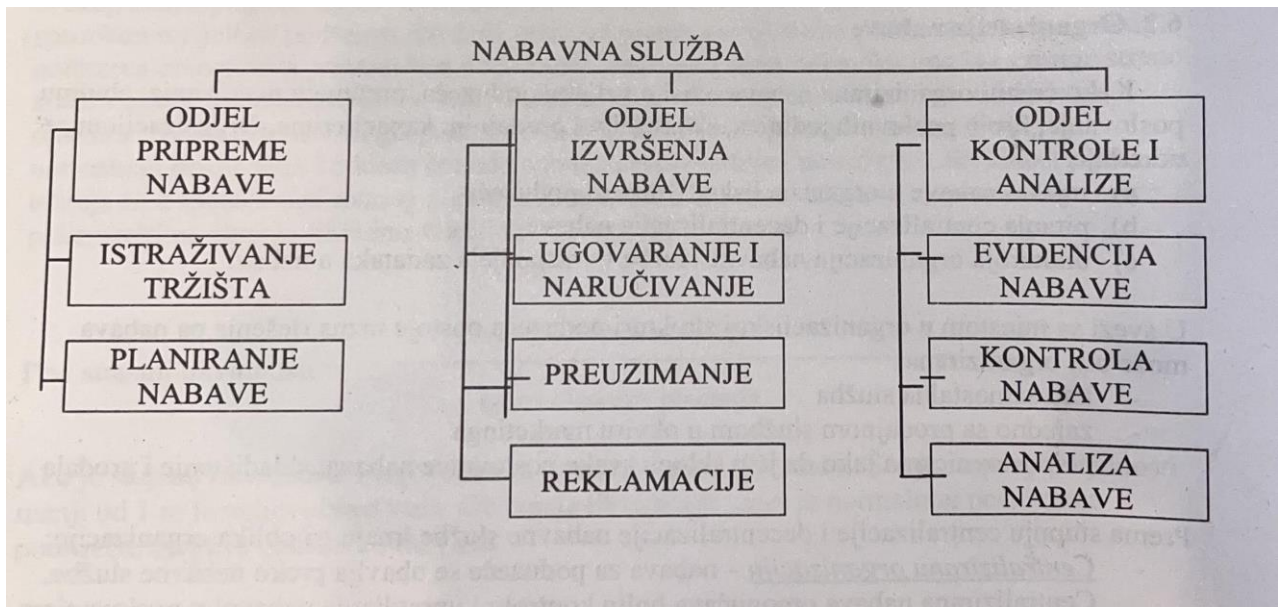 NABAVNA SLUŽBA
ODJEL
PRIPREME
NABAVE
ISTRAŽIVANJE
TRŽIŠTA
PLANIRANJE
NABAVE
ODJEL
IZVRŠENJA
NABAVE
UGOVARANJE I
NARUČIVANJE
PREUZIMANJE
REKLAMACIJE
ODJEL
KONTROLE I
ANALIZE
EVIDENCIJA
NABAVE
KONTROLA
NABAVE
ANALIZA
NABAVE